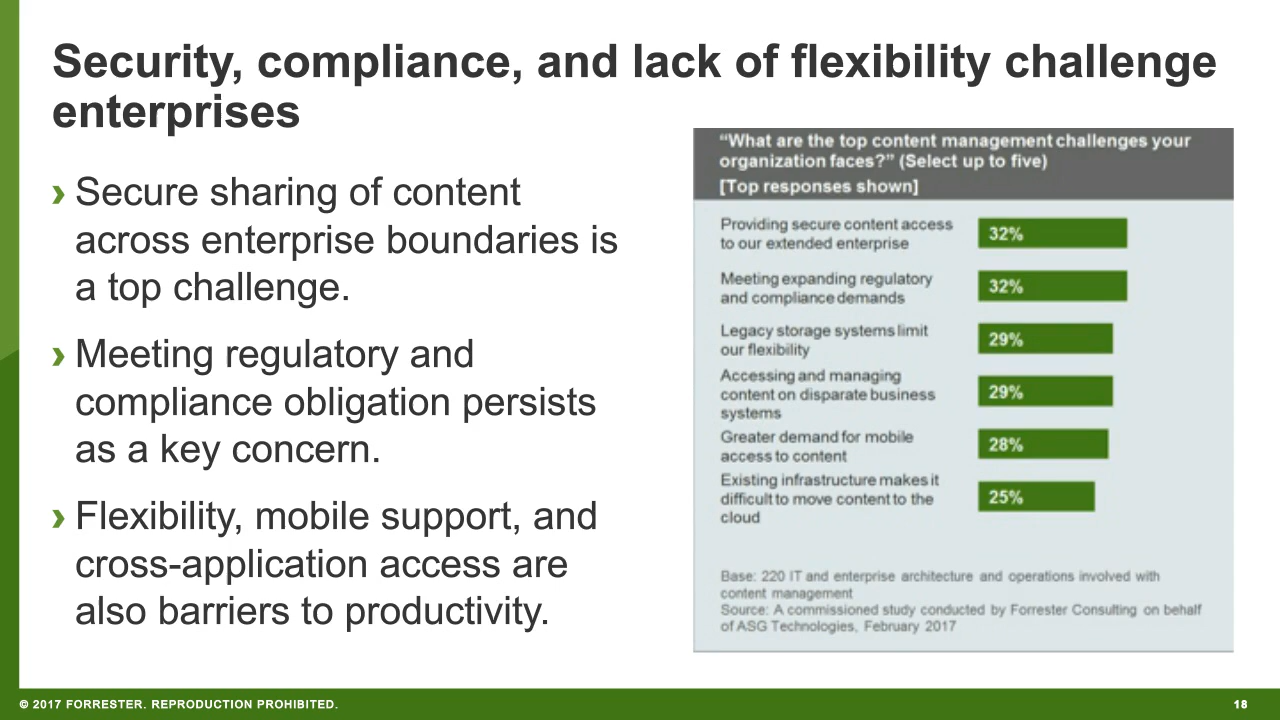 Security, compliance, and lack of flexibility challenge
enterprises
› Secure sharing of content
across enterprise boundaries is
a top challenge.
› Meeting regulatory and
compliance obligation persists
as a key concern.
› Flexibility, mobile support, and
cross-application access are
also barriers to productivity.
“What are the top content management challenges your
organization faces?” (Select up to five)
[Top responses shown]
Providing secure content access
to our extended enterprise
32%
Meeting expanding regulatory
and compliance demands
32%
Legacy storage systems limit
our flexibility
29%
Accessing and managing
content on disparate business
systems
29%
Greater demand for mobile
access to content
28%
Existing infrastructure makes it
difficult to move content to the
cloud
25%
Base: 220 IT and enterprise architecture and operations involved with
content management
Source: A commissioned study conducted by Forrester Consulting on behalf
of ASG Technologies, February 2017
© 2017 FORRESTER. REPRODUCTION PROHIBITED.
18